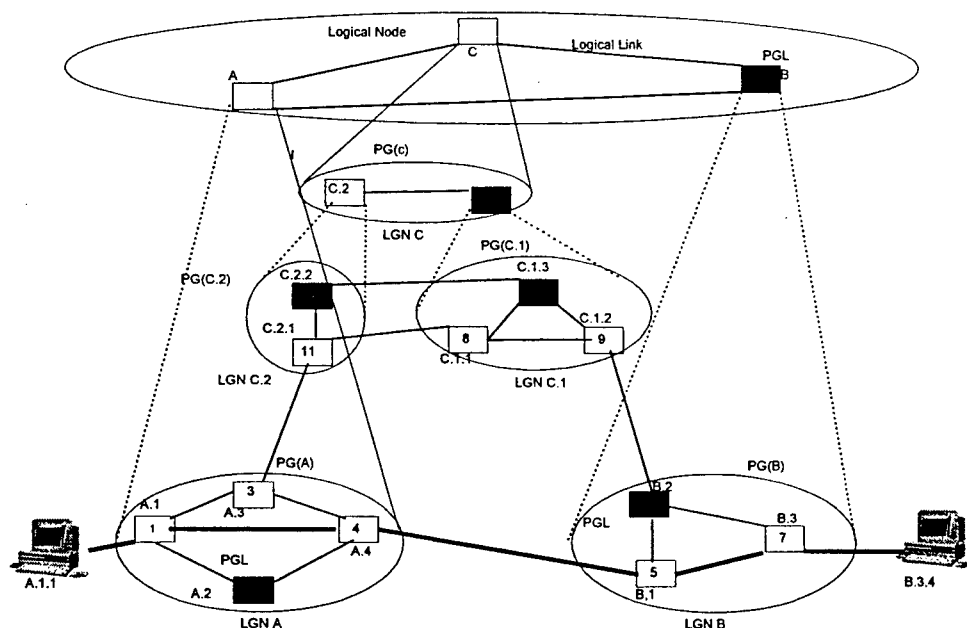 Logical Node
C
Logical Link
PGL
B
A
PG(c)
C.2
LGN C
PG(C.1)
PG(C.2)
C.2.2
C.1.3
C.2.1
C.1.2
11
8
9
C.1.1
LGN C.2
LGN C.1
PG(A)
PG(B)
3
A.1
A.3
B.2
B.3
1
4
PGL
7
PGL
A.4
5
A.1.1
A.2
B,1
B.3.4
LGN A
LGN B